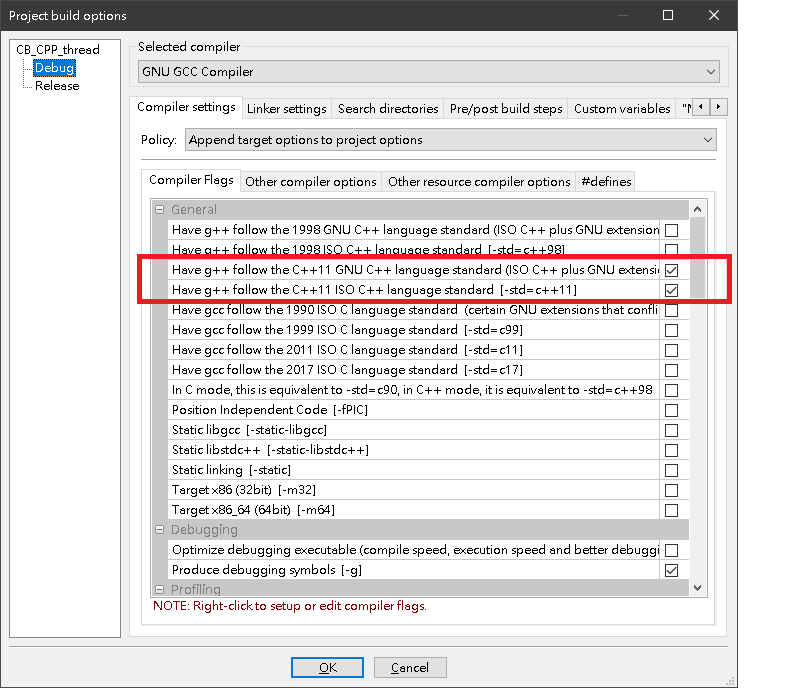 Project build options
CB_CPP_thread
Debug
Release
Selected compiler
GNU GCC Compiler
Compiler settings Linker settings Search directories Pre/post build steps Custom variables
Policy: Append target options to project options
Compiler Flags Other compiler options Other resource compiler options #defines
General
Have g++ follow the 1998 GNU C++ language standard (ISO C++ plus GNU extension
Have g++ follow the 1998 ISO C++ language standard [-std=c++98]
Have g++ follow the C++11 GNU C++ language standard (ISO C++ plus GNU extensi
Have g++ follow the C++11 ISO C++ language standard [-std=c++11]
Have gcc follow the 1990 ISO C language standard (certain GNU extensions that confli
Have gcc follow the 1999 ISO C language standard [-std=c99]
Have gcc follow the 2011 ISO C language standard [-std=c11]
Have gcc follow the 2017 ISO C language standard [-std=c17]
In C mode, this is equivalent to -std=c90, in C++ mode, it is equivalent to -std=c++98
Position Independent Code [-fPIC]
Static libgcc [-static-libgcc]
Static libstdc++ [-static-libstdc++]
Static linking [-static]
Target x86 (32bit) [-m32]
Target x86_64 (64bit) [-m64]
Debugging
Optimize debugging executable (compile speed, execution speed and better debuggi
Produce debugging symbols [-g]
Profiling
NOTE: Right-click to setup or edit compiler flags.
OK Cancel